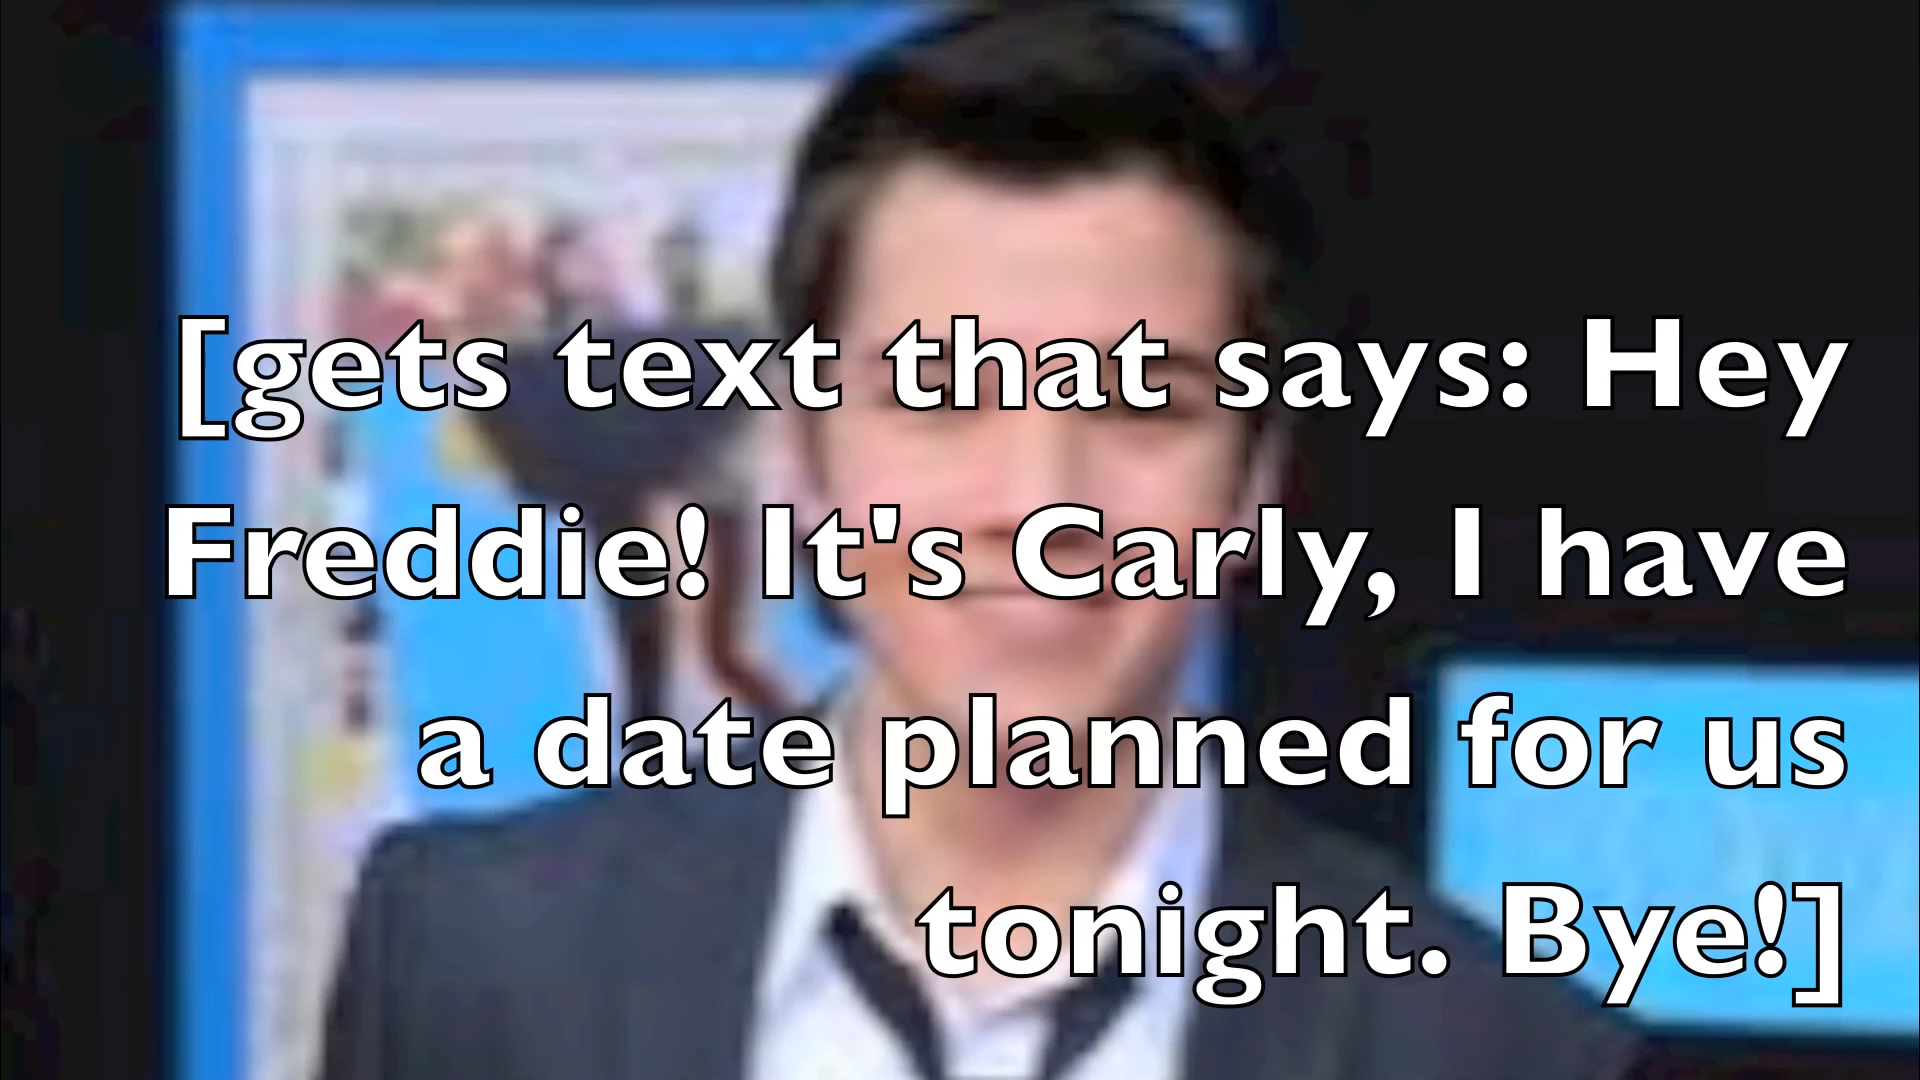 [gets text that says: Hey
Freddie! It's Carly, I have
a date planned for us
tonight. Bye!]